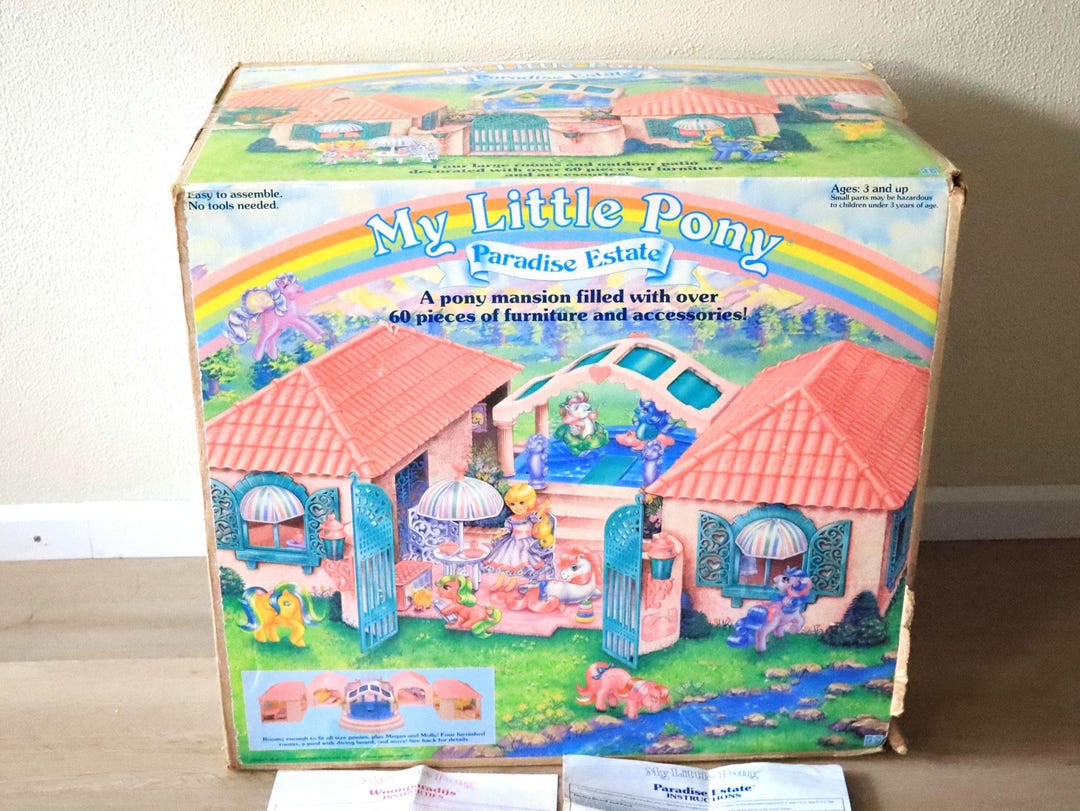 My Little Pony
Paradise Estate
Four large rooms and outdoor patio
decorated with over 60 pieces of furniture
and accessories!
Easy to assemble.
No tools needed.
Ages: 3 and up
Small parts may be hazardous
to children under 3 years of age.
My Little Pony
Paradise Estate
A pony mansion filled with over
60 pieces of furniture and accessories!
Roomy enough to fit all size ponies, plus Megan and Molly! Four furnished
rooms, a pool with diving board, and more! See back for details.
My Little Pony
Woonparadijs
INSTRUCTIES
My Little Pony
Paradise Estate
INSTRUCTIONS